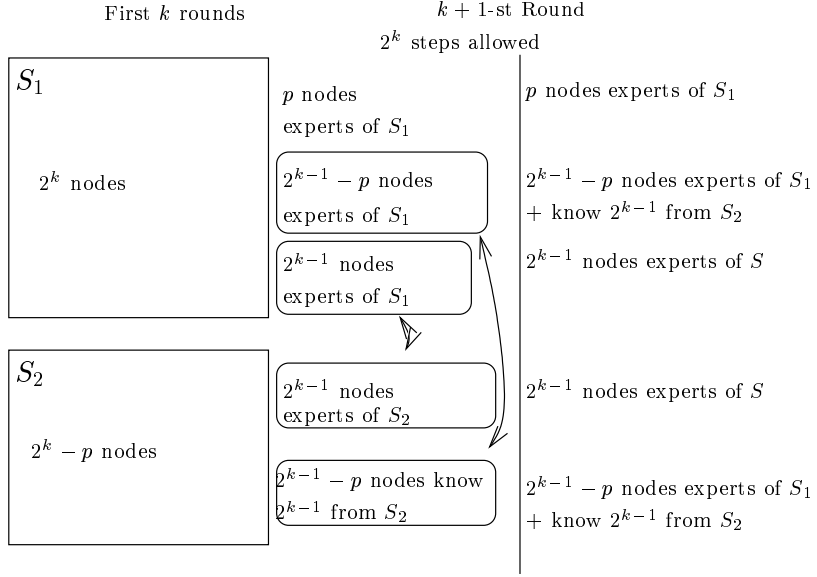 First k rounds
k + 1-st Round
2^k steps allowed
S_1
2^k nodes
p nodes
experts of S_1
2^{k−1} − p nodes
experts of S_1
2^{k−1} nodes
experts of S_1
p nodes experts of S_1
2^{k−1} − p nodes experts of S_1
+ know 2^{k−1} from S_2
2^{k−1} nodes experts of S
S_2
2^k − p nodes
2^{k−1} nodes
experts of S_2
2^{k−1} − p nodes know
2^{k−1} from S_2
2^{k−1} nodes experts of S
2^{k−1} − p nodes experts of S_1
+ know 2^{k−1} from S_2